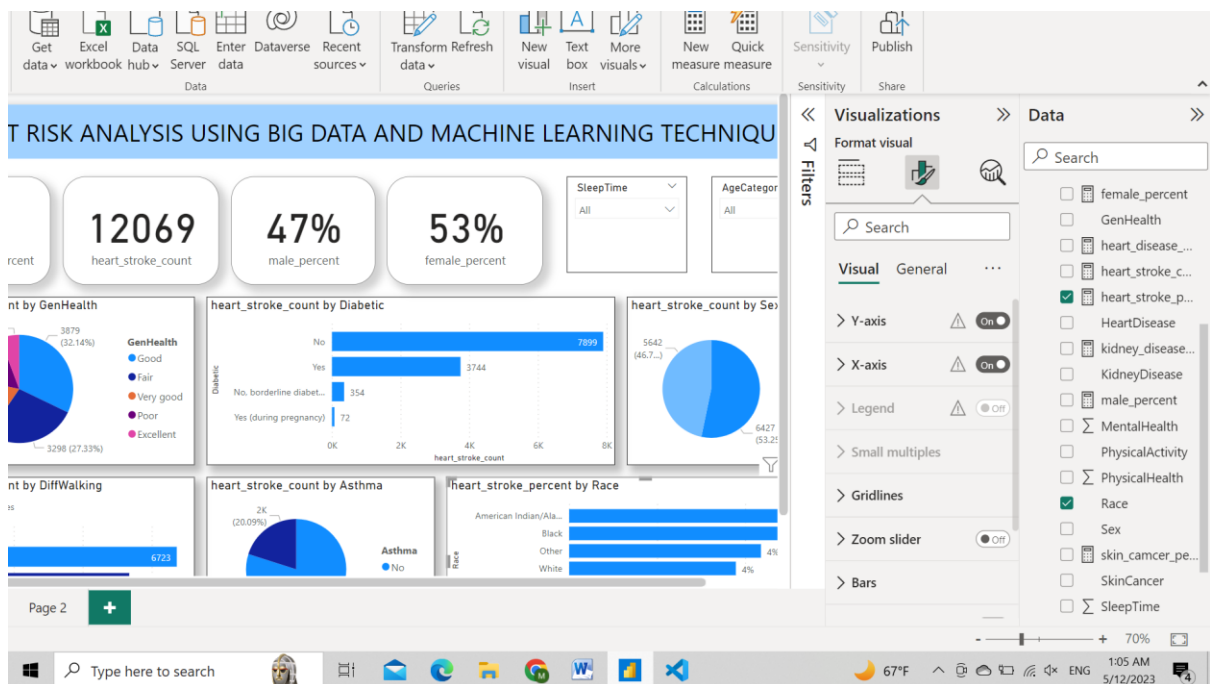 Get data
Excel workbook
Data hub
SQL Server
Enter data
Dataverse
Recent sources
Transform data
Refresh
New visual
Text box
More visuals
New measure
Quick measure
Sensitivity
Publish
Data
Queries
Insert
Calculations
Sensitivity
Share
T RISK ANALYSIS USING BIG DATA AND MACHINE LEARNING TECHNIQU
rcent
12069
heart_stroke_count
47%
male_percent
53%
female_percent
SleepTime
All
AgeCategor
All
nt by GenHealth
3879
(32.14%)
3298 (27.33%)
GenHealth
Good
Fair
Very good
Poor
Excellent
heart_stroke_count by Diabetic
Diabetic
No
7899
Yes
3744
No, borderline diabet...
354
Yes (during pregnancy)
72
0K 2K 4K 6K 8K
heart_stroke_count
heart_stroke_count by Sex
5642
(46.7...)
6427
(53.25
nt by DiffWalking
es
6723
heart_stroke_count by Asthma
2K
(20.09%)
Asthma
No
heart_stroke_percent by Race
Race
American Indian/Ala...
Black
Other
4%
White
4%
Filters
Visualizations
Format visual
Search
Visual General
Y-axis On
X-axis On
Legend Off
Small multiples
Gridlines
Zoom slider Off
Bars
Data
Search
female_percent
GenHealth
heart_disease_...
heart_stroke_c...
heart_stroke_p...
HeartDisease
kidney_disease...
KidneyDisease
male_percent
MentalHealth
PhysicalActivity
PhysicalHealth
Race
Sex
skin_camcer_pe...
SkinCancer
SleepTime
Page 2
+
- + 70%
Type here to search
67°F
ENG
1:05 AM
5/12/2023
4